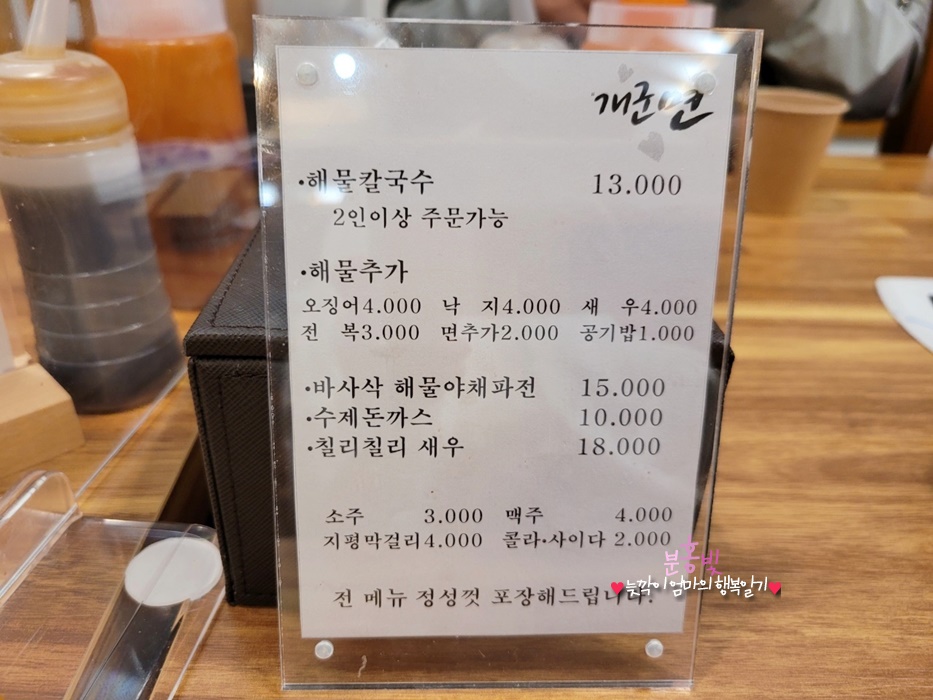 개군면
•해물칼국수 13.000
2인이상 주문가능
•해물추가
오징어4.000 낙 지4.000 새 우4.000
전 복3.000 면추가2.000 공기밥1.000
•바사삭 해물야채파전 15.000
•수제돈까스 10.000
•칠리칠리 새우 18.000
소주 3.000 맥주 4.000
지평막걸리4.000 콜라•사이다 2.000
분홍빛
♥늦깍이 엄마의 행복일기♥
전 메뉴 정성껏 포장해드립니다.